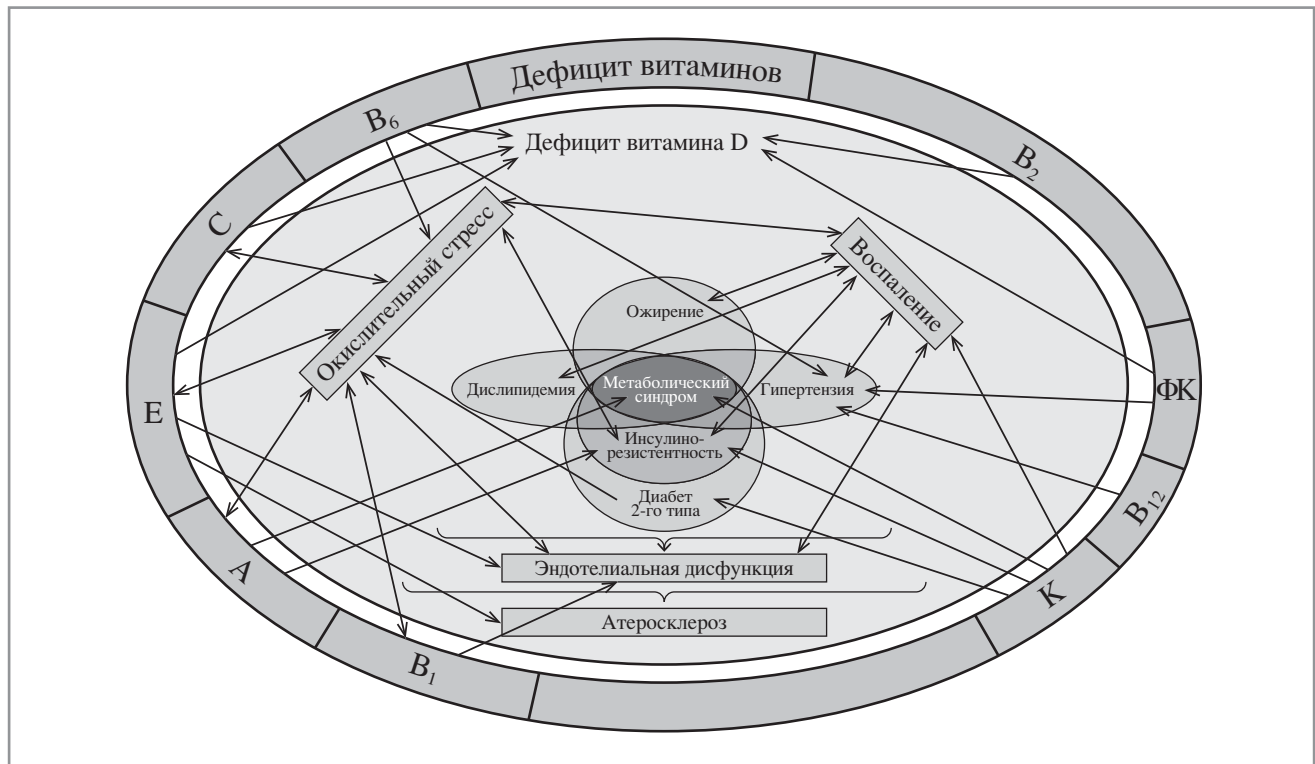 Дефицит витаминов
B₆
B₂
C
Дефицит витамина D
Окислительный стресс
Воспаление
Ожирение
Дислипидемия
Метаболический
синдром
Гипертензия
E
ФК
Инсулино-
резистентность
Диабет
2-го типа
B₁₂
Эндотелиальная дисфункция
A
K
Атеросклероз
B₁